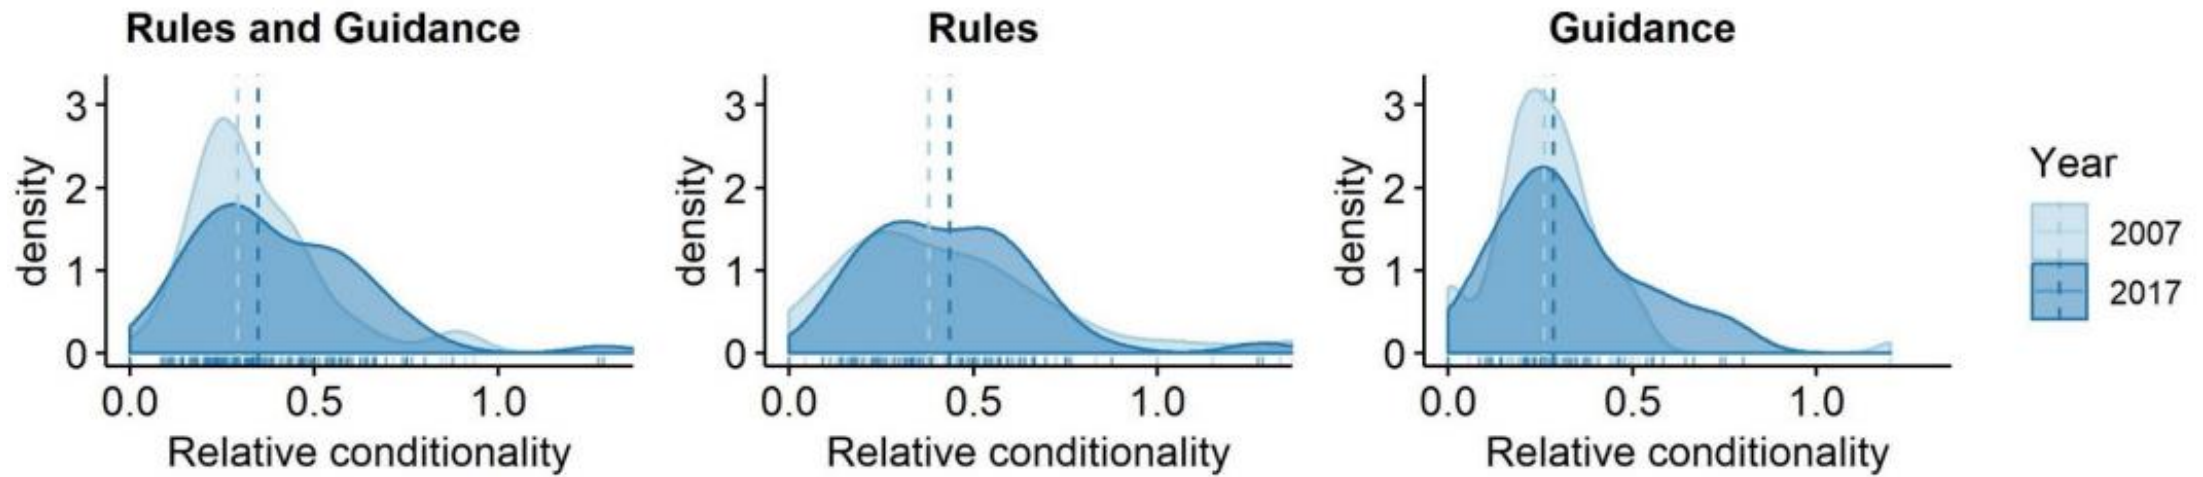 Rules and Guidance
3
2
1
0
density
0.0 0.5 1.0
Relative conditionality
Rules
3
2
1
0
density
0.0 0.5 1.0
Relative conditionality
Guidance
3
2
1
0
density
0.0 0.5 1.0
Relative conditionality
Year
2007
2017